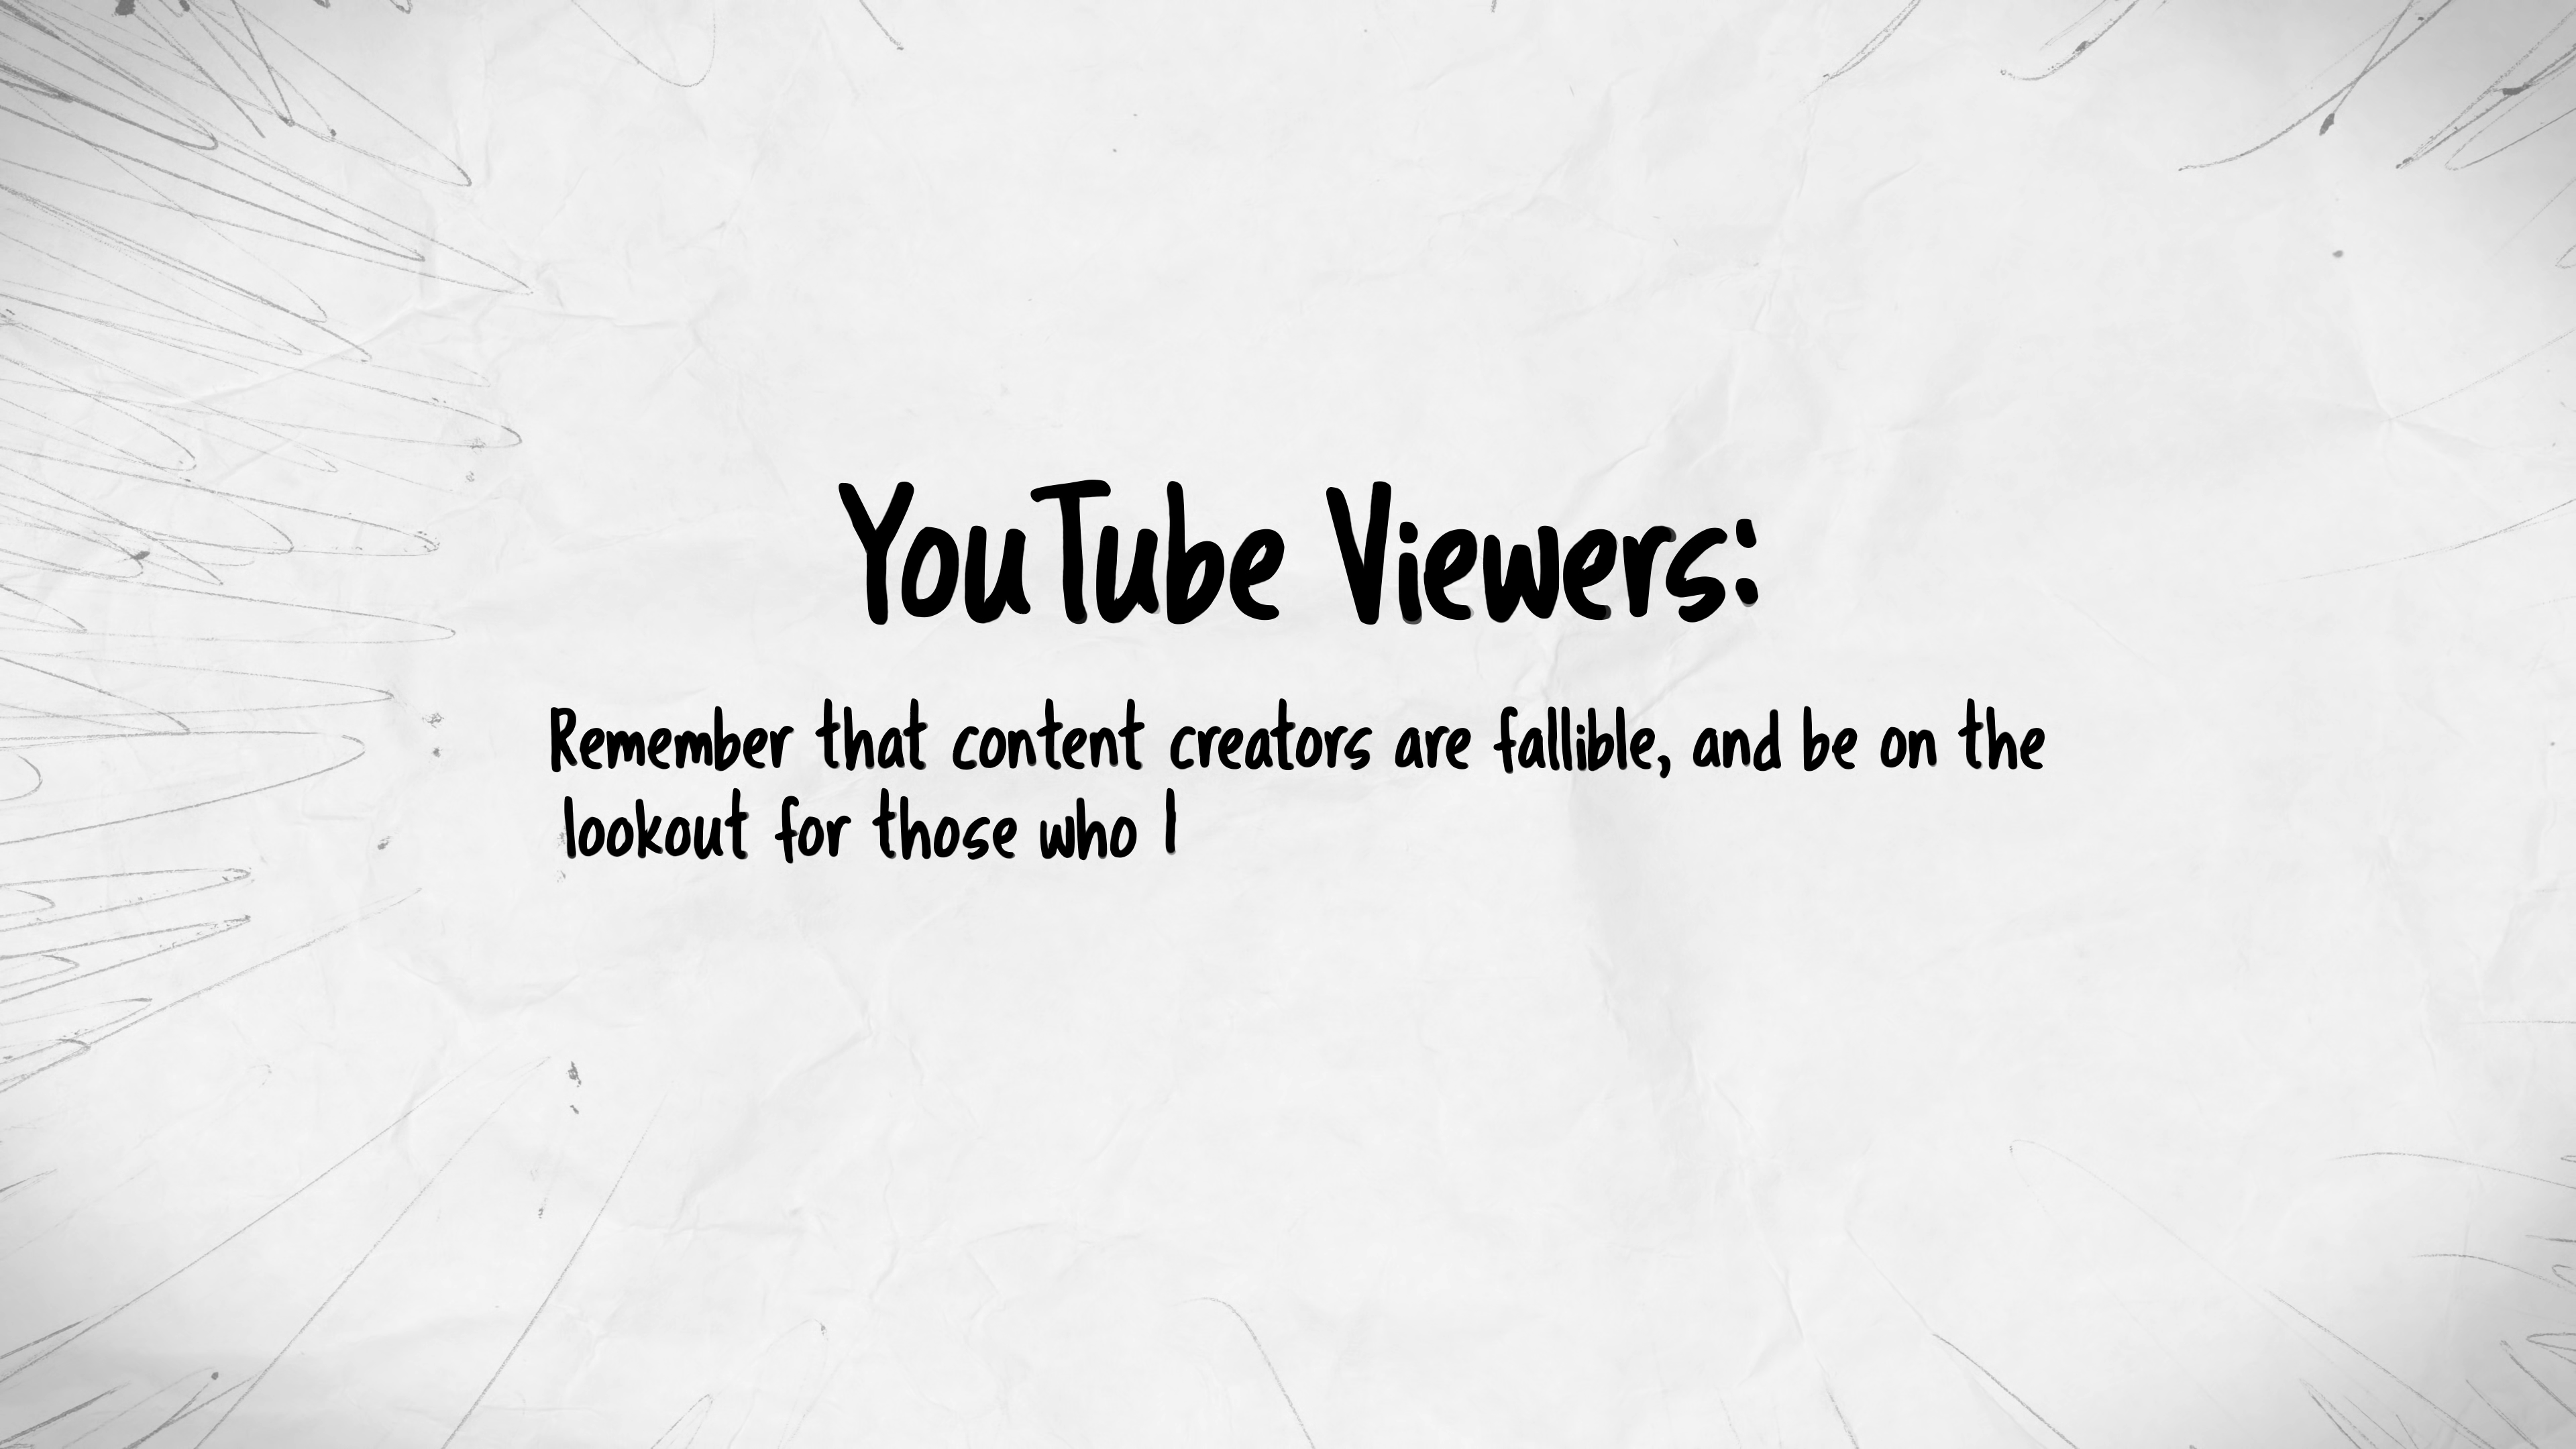 YouTube Viewers:
Remember that content creators are fallible, and be on the
lookout for those who l